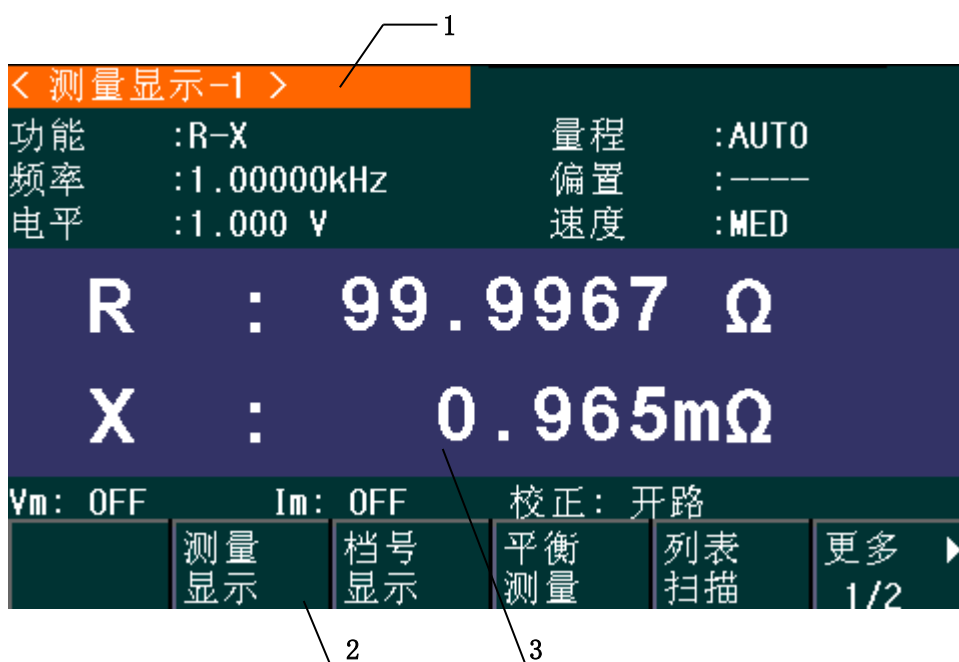 1
< 测量显示-1 >
功能 :R-X 量程 :AUTO
频率 :1.00000kHz 偏置 :----
电平 :1.000 V 速度 :MED
R : 99.9967 Ω
X : 0.965mΩ
Vm: OFF Im: OFF 校正: 开路
测量 档号 平衡 列表 更多
显示 显示 测量 扫描 1/2
2 3